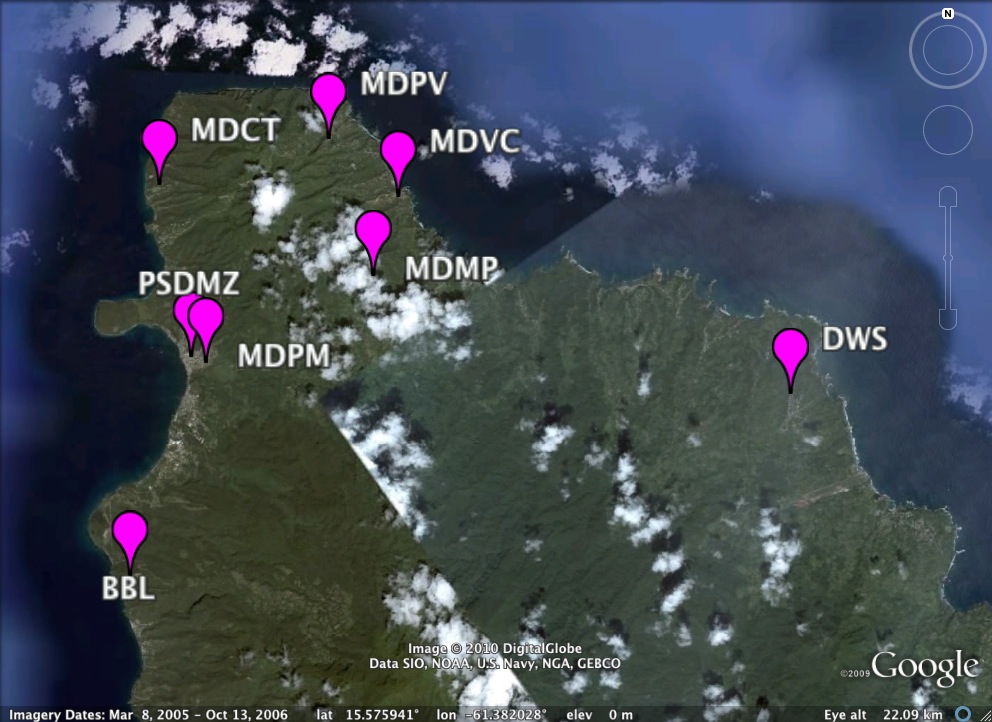 N
MDPV
MDCT
MDVC
MDMP
PSDMZ
MDPM
DWS
BBL
Image © 2010 DigitalGlobe
Data SIO, NOAA, U.S. Navy, NGA, GEBCO
©2009 Google
Imagery Dates: Mar 8, 2005 - Oct 13, 2006 lat 15.575941° lon -61.382028° elev 0 m Eye alt 22.09 km